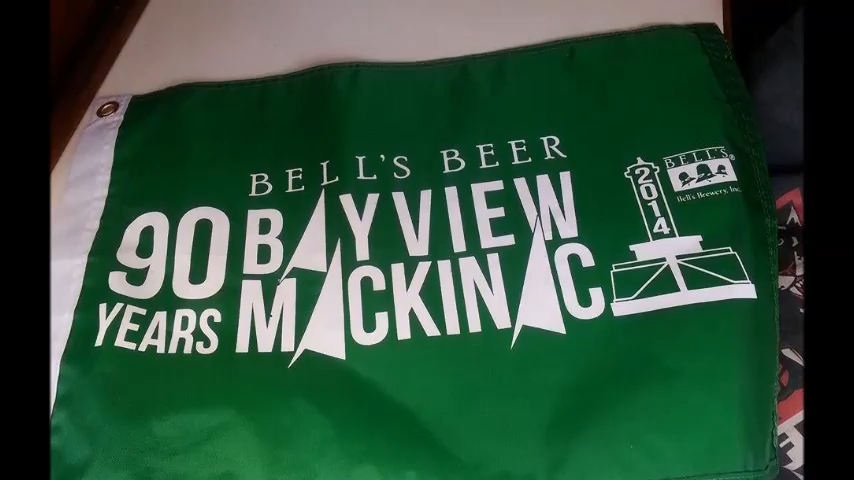 BELL'S BEER
90 YEARS
BAYVIEW
MACKINAC
2014
BELL'S®
Bell's Brewery, Inc.